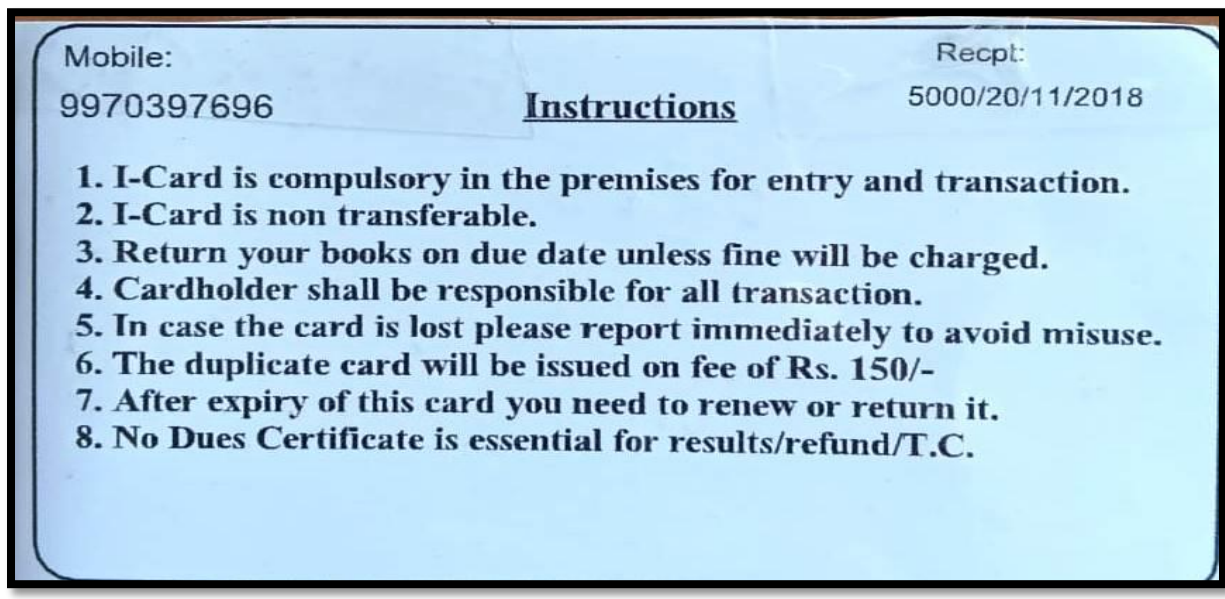 Mobile:
Recpt:
9970397696
Instructions
5000/20/11/2018
1. I-Card is compulsory in the premises for entry and transaction.
2. I-Card is non transferable.
3. Return your books on due date unless fine will be charged.
4. Cardholder shall be responsible for all transaction.
5. In case the card is lost please report immediately to avoid misuse.
6. The duplicate card will be issued on fee of Rs. 150/-
7. After expiry of this card you need to renew or return it.
8. No Dues Certificate is essential for results/refund/T.C.